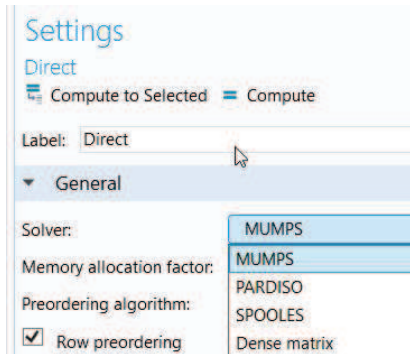 Settings
Direct
Compute to Selected = Compute
Label: Direct
General
Solver: MUMPS
Memory allocation factor: MUMPS
PARDISO
Preordering algorithm: SPOOLES
Row preordering Dense matrix